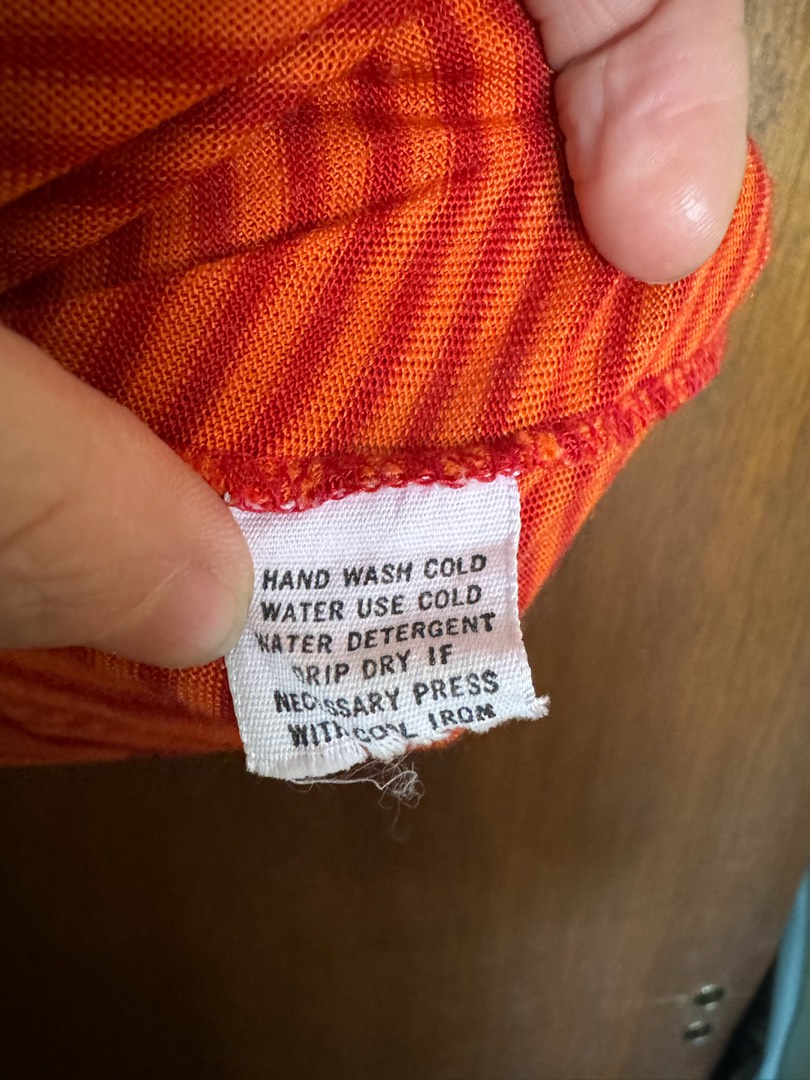 HAND WASH COLD
WATER USE COLD
WATER DETERGENT
DRIP DRY IF
NECESSARY PRESS
WITH COOL IRON